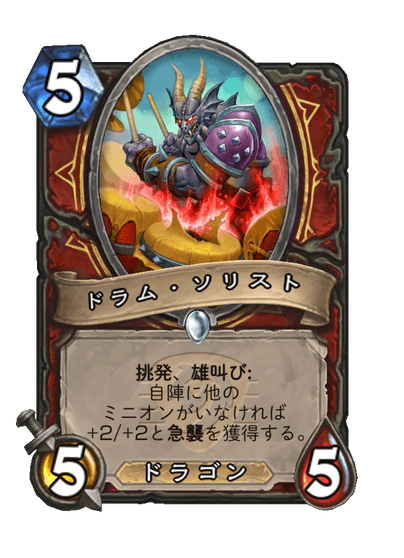 5
ドラム・ソリスト
挑発、雄叫び:
自陣に他の
ミニオンがいなければ
+2/+2と急襲を獲得する。
5
ドラゴン
5